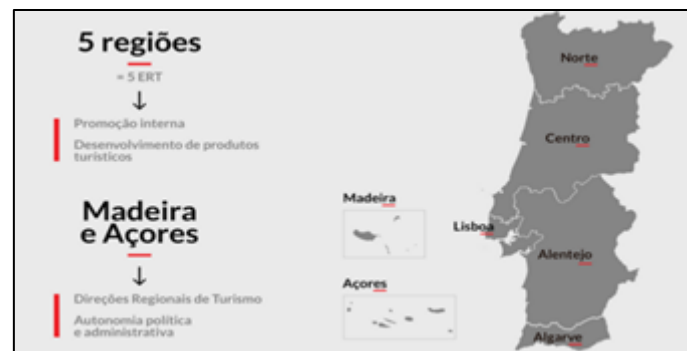 5 regiões
= 5 ERT
Promoção interna
Desenvolvimento de produtos
turísticos
Madeira
e Açores
Direções Regionais de Turismo
Autonomia política
e administrativa
Madeira
Açores
Norte
Centro
Lisboa
Alentejo
Algarve